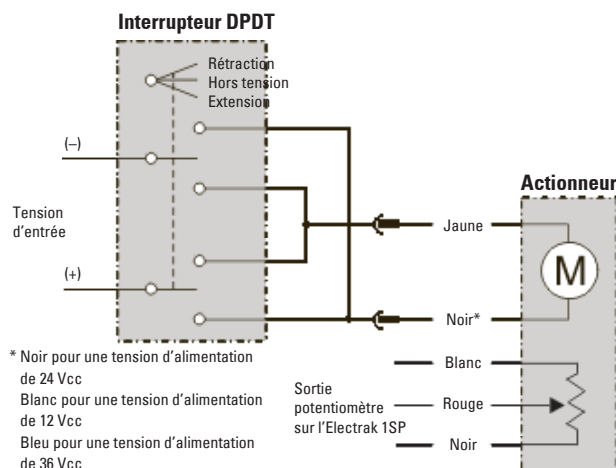 Interrupteur DPDT
Rétraction
Hors tension
Extension
(–)
Tension
d'entrée
(+)
Actionneur
Jaune
M
Noir*
* Noir pour une tension d'alimentation
de 24 Vcc
Blanc pour une tension d'alimentation
de 12 Vcc
Bleu pour une tension d'alimentation
de 36 Vcc
Sortie
potentiomètre
sur l'Electrak 1SP
Blanc
Rouge
Noir